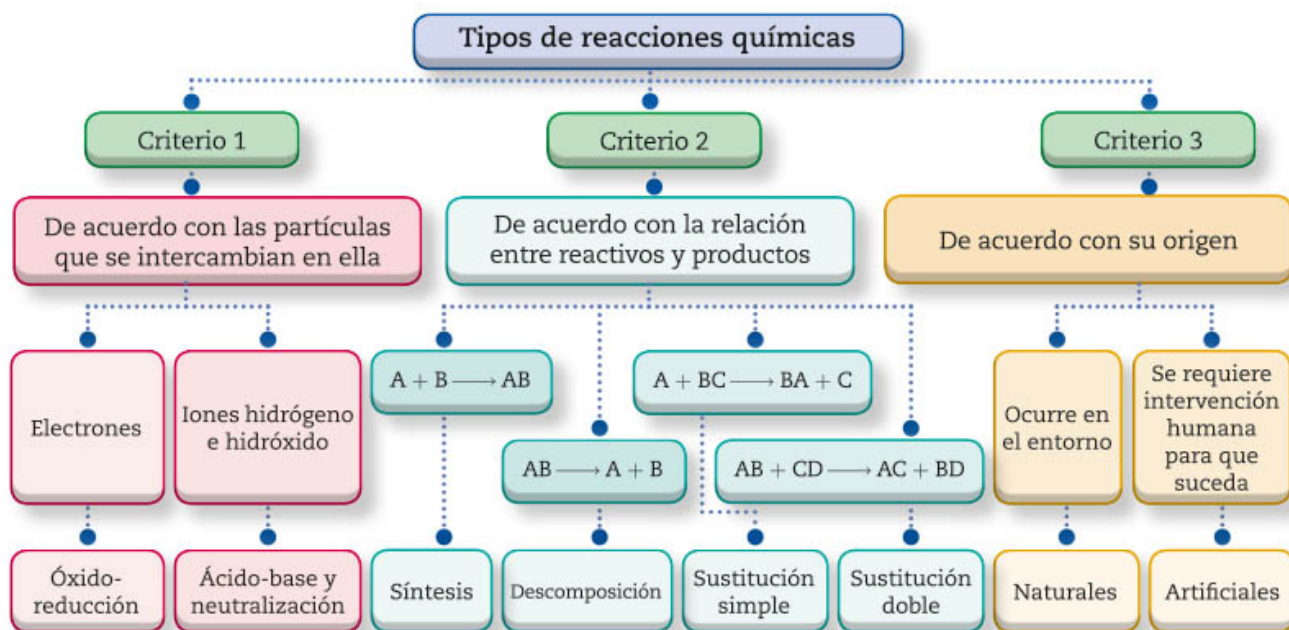 Tipos de reacciones químicas
Criterio 1
Criterio 2
Criterio 3
De acuerdo con las partículas
que se intercambian en ella
De acuerdo con la relación
entre reactivos y productos
De acuerdo con su origen
Electrones
Iones hidrógeno
e hidróxido
A + B ⟶ AB
AB ⟶ A + B
A + BC ⟶ BA + C
AB + CD ⟶ AC + BD
Ocurre en
el entorno
Se requiere
intervención
humana
para que
suceda
Óxido-
reducción
Ácido-base y
neutralización
Síntesis
Descomposición
Sustitución
simple
Sustitución
doble
Naturales
Artificiales